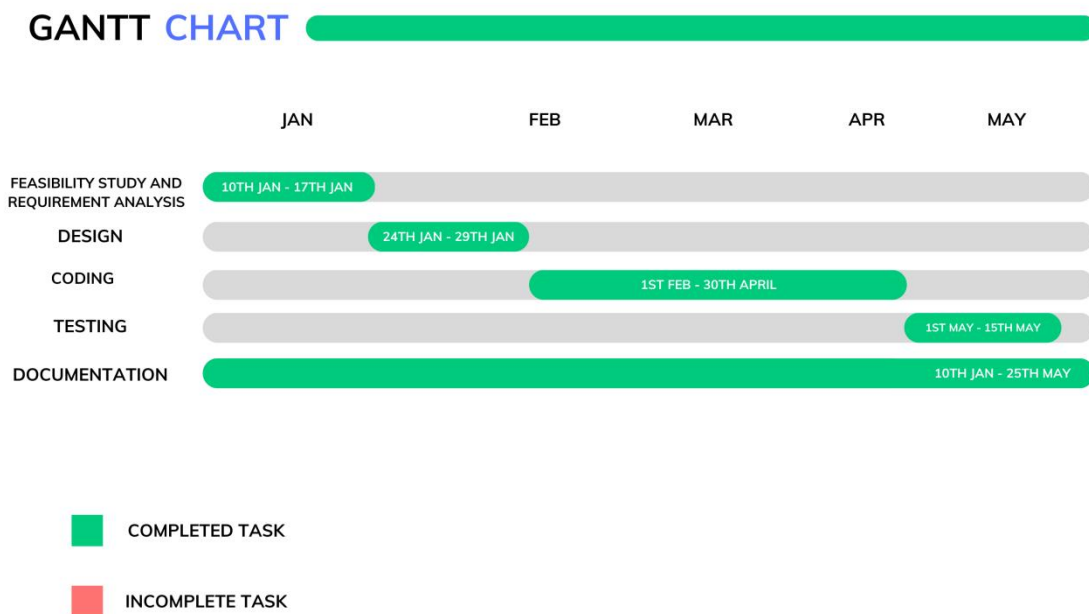 GANTT CHART
JAN FEB MAR APR MAY
FEASIBILITY STUDY AND
REQUIREMENT ANALYSIS
10TH JAN - 17TH JAN
DESIGN
24TH JAN - 29TH JAN
CODING
1ST FEB - 30TH APRIL
TESTING
1ST MAY - 15TH MAY
DOCUMENTATION
10TH JAN - 25TH MAY
COMPLETED TASK
INCOMPLETE TASK